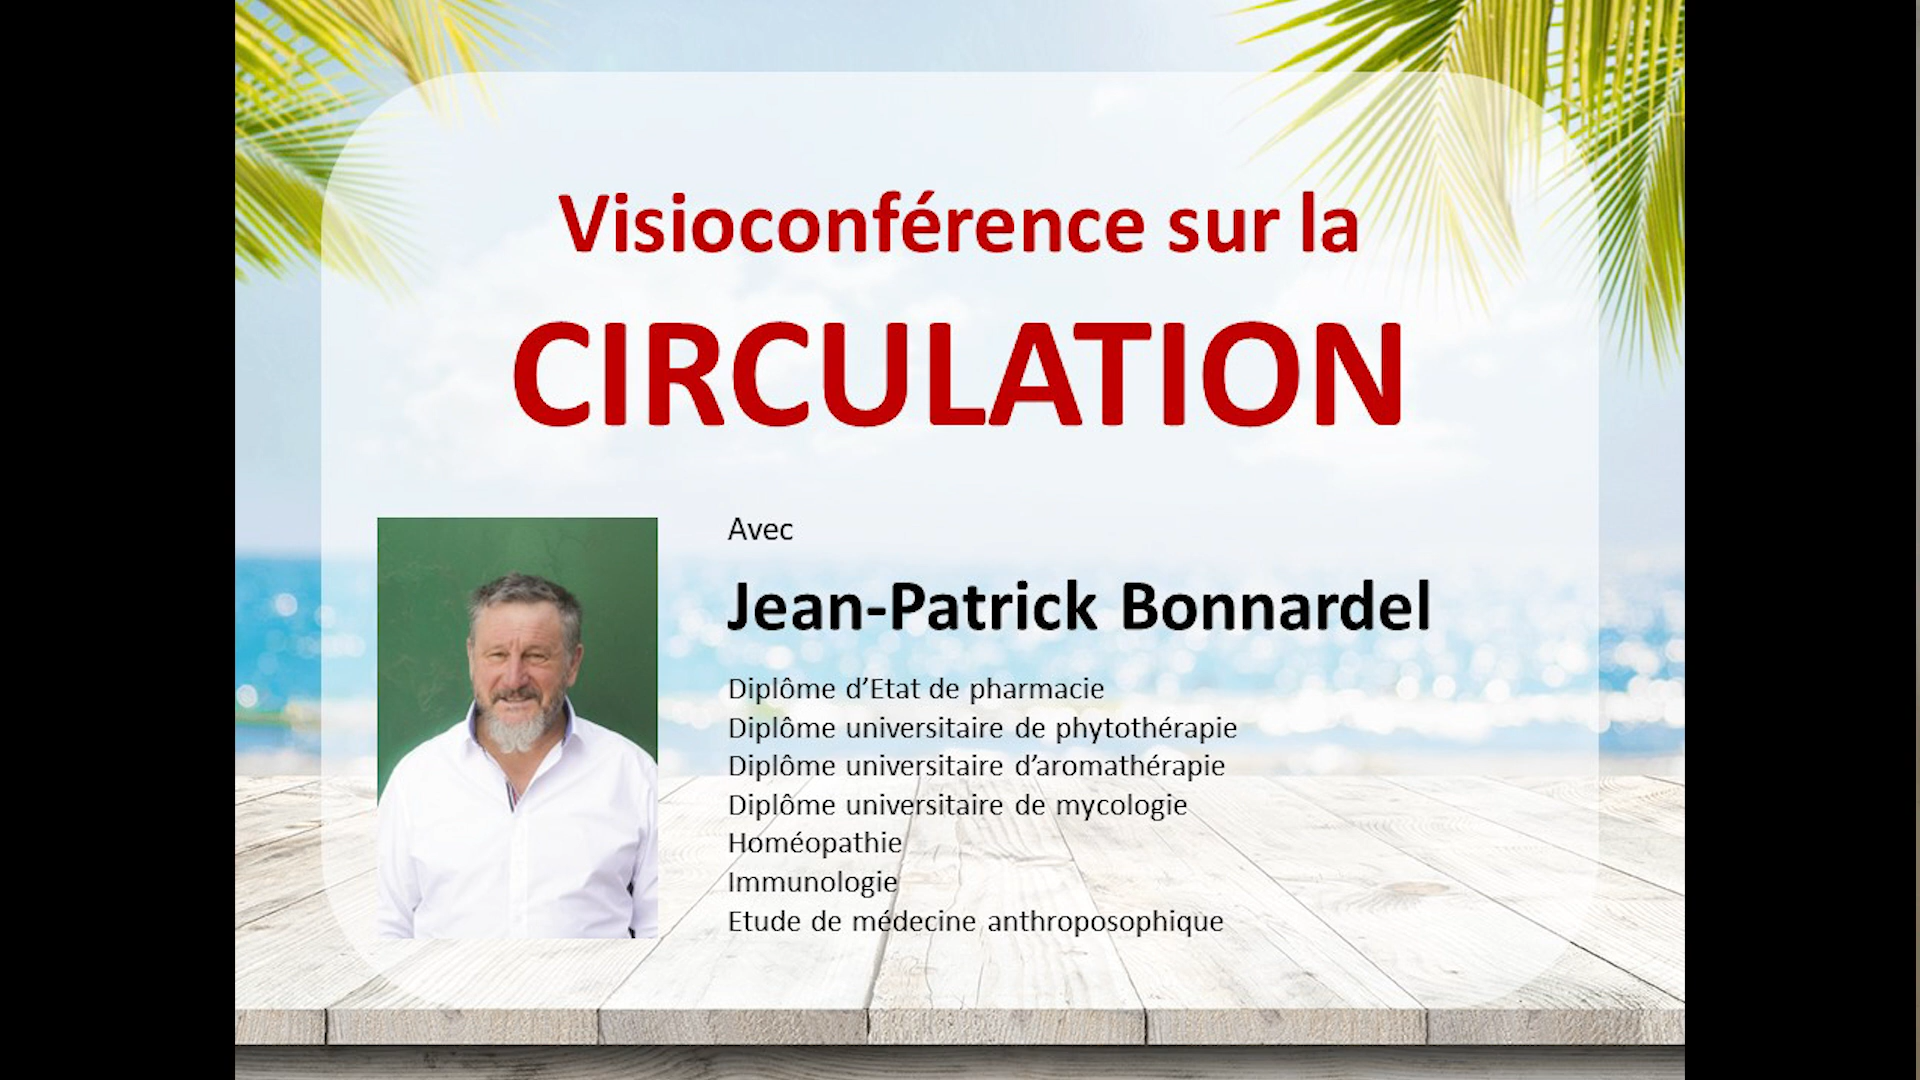 Visioconférence sur la
CIRCULATION
Avec
Jean-Patrick Bonnardel
Diplôme d’Etat de pharmacie
Diplôme universitaire de phytothérapie
Diplôme universitaire d’aromathérapie
Diplôme universitaire de mycologie
Homéopathie
Immunologie
Etude de médecine anthroposophique